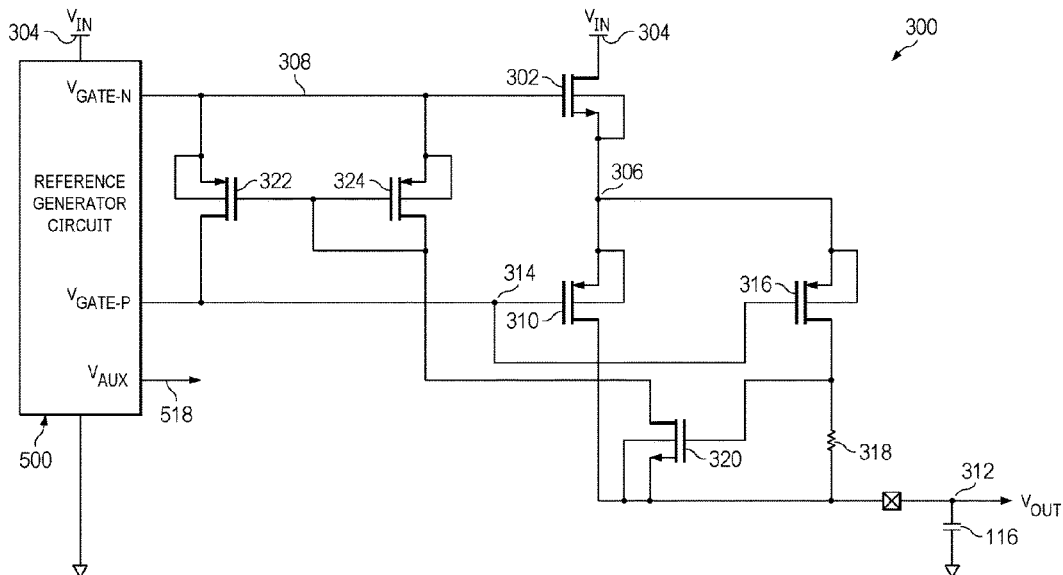 V_IN
304
V_IN
304
300
V_GATE-N
308
302
REFERENCE
GENERATOR
CIRCUIT
322
324
306
V_GATE-P
314
310
316
V_AUX
518
500
320
318
312
V_OUT
116